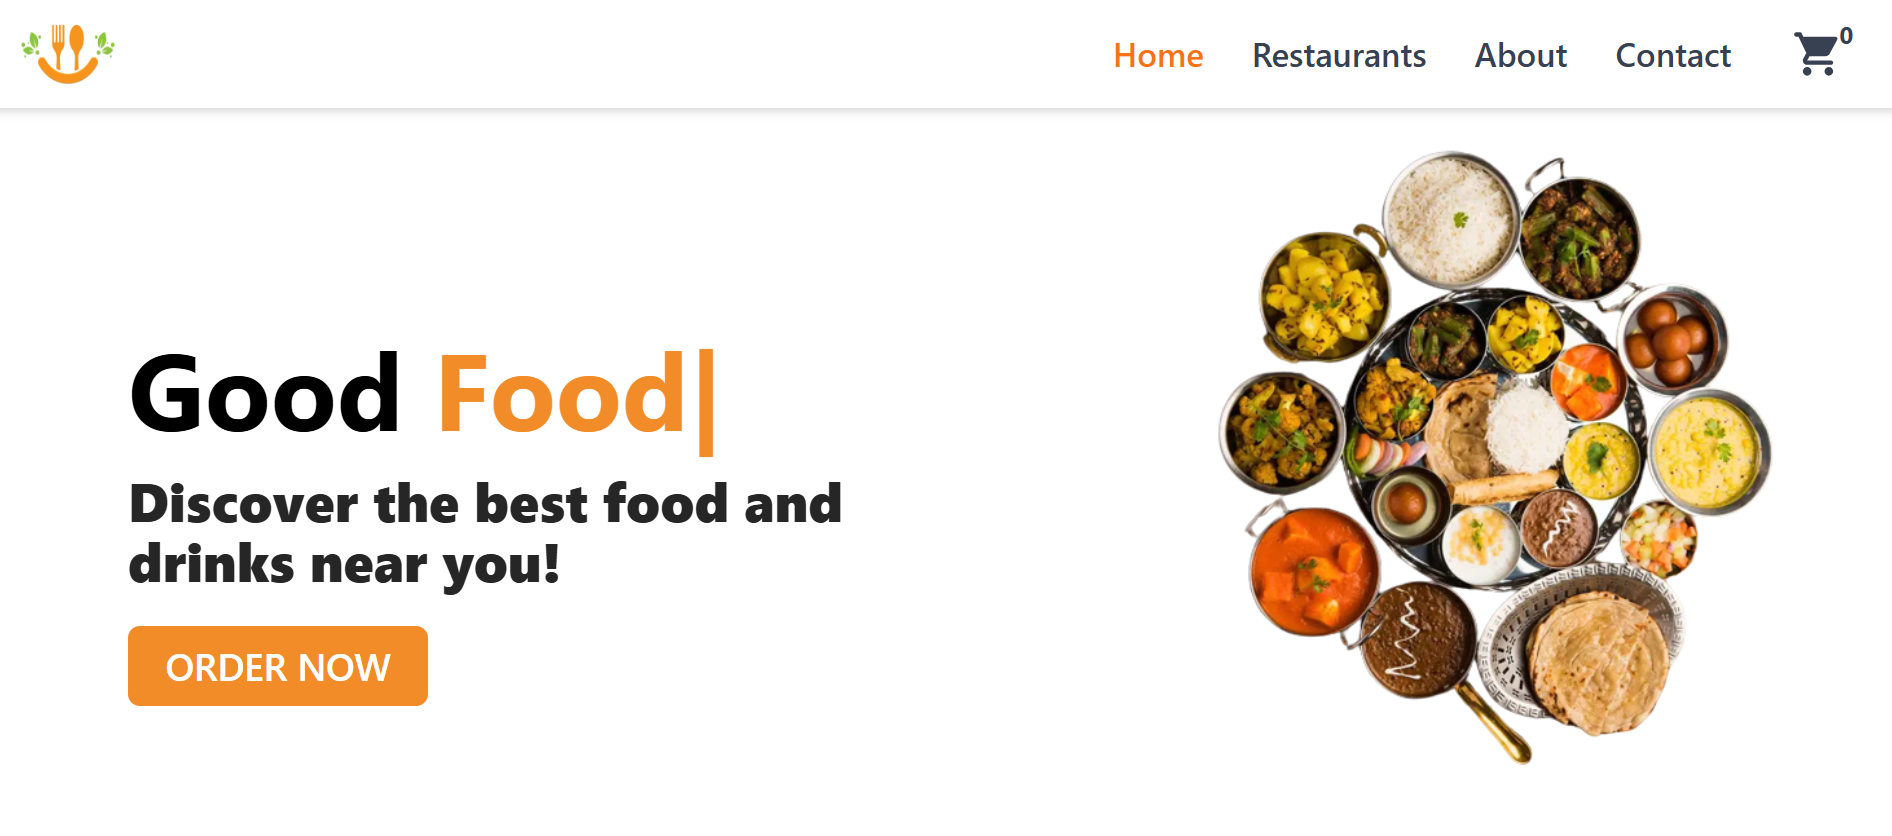 Home Restaurants About Contact 0
Good Food|
Discover the best food and
drinks near you!
ORDER NOW